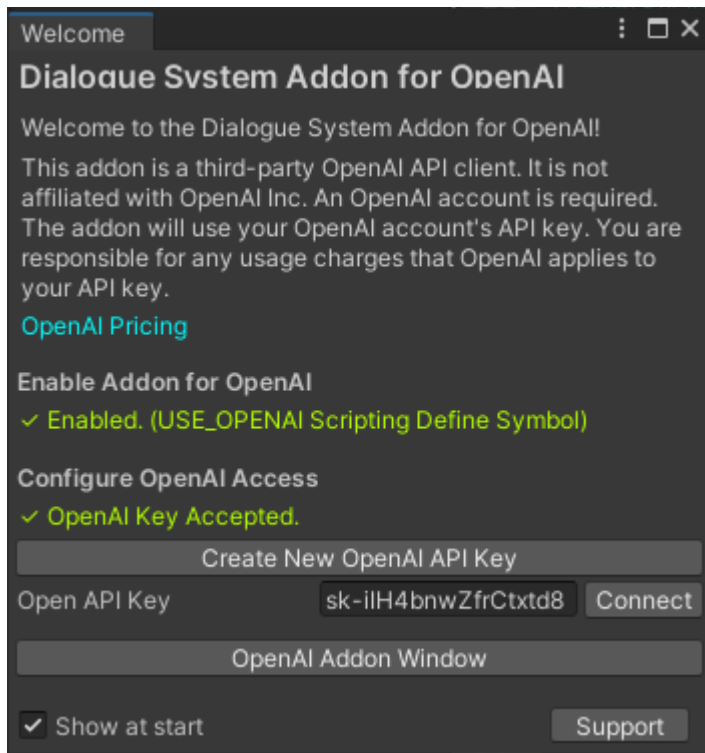 Welcome
Dialogue System Addon for OpenAI
Welcome to the Dialogue System Addon for OpenAI!
This addon is a third-party OpenAI API client. It is not
affiliated with OpenAI Inc. An OpenAI account is required.
The addon will use your OpenAI account's API key. You are
responsible for any usage charges that OpenAI applies to
your API key.
OpenAI Pricing
Enable Addon for OpenAI
✓ Enabled. (USE_OPENAI Scripting Define Symbol)
Configure OpenAI Access
✓ OpenAI Key Accepted.
Create New OpenAI API Key
Open API Key sk-iIH4bnwZfrCtxtd8 Connect
OpenAI Addon Window
Show at start Support